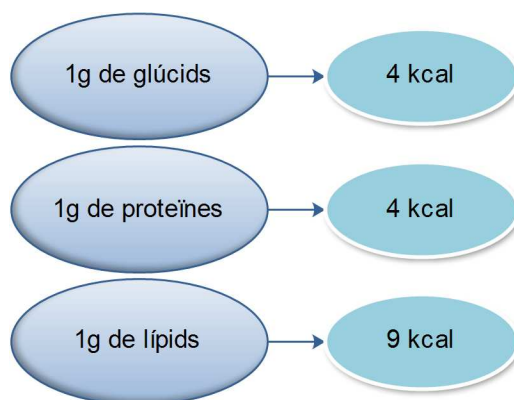 1g de glúcids
4 kcal
1g de proteïnes
4 kcal
1g de lípids
9 kcal